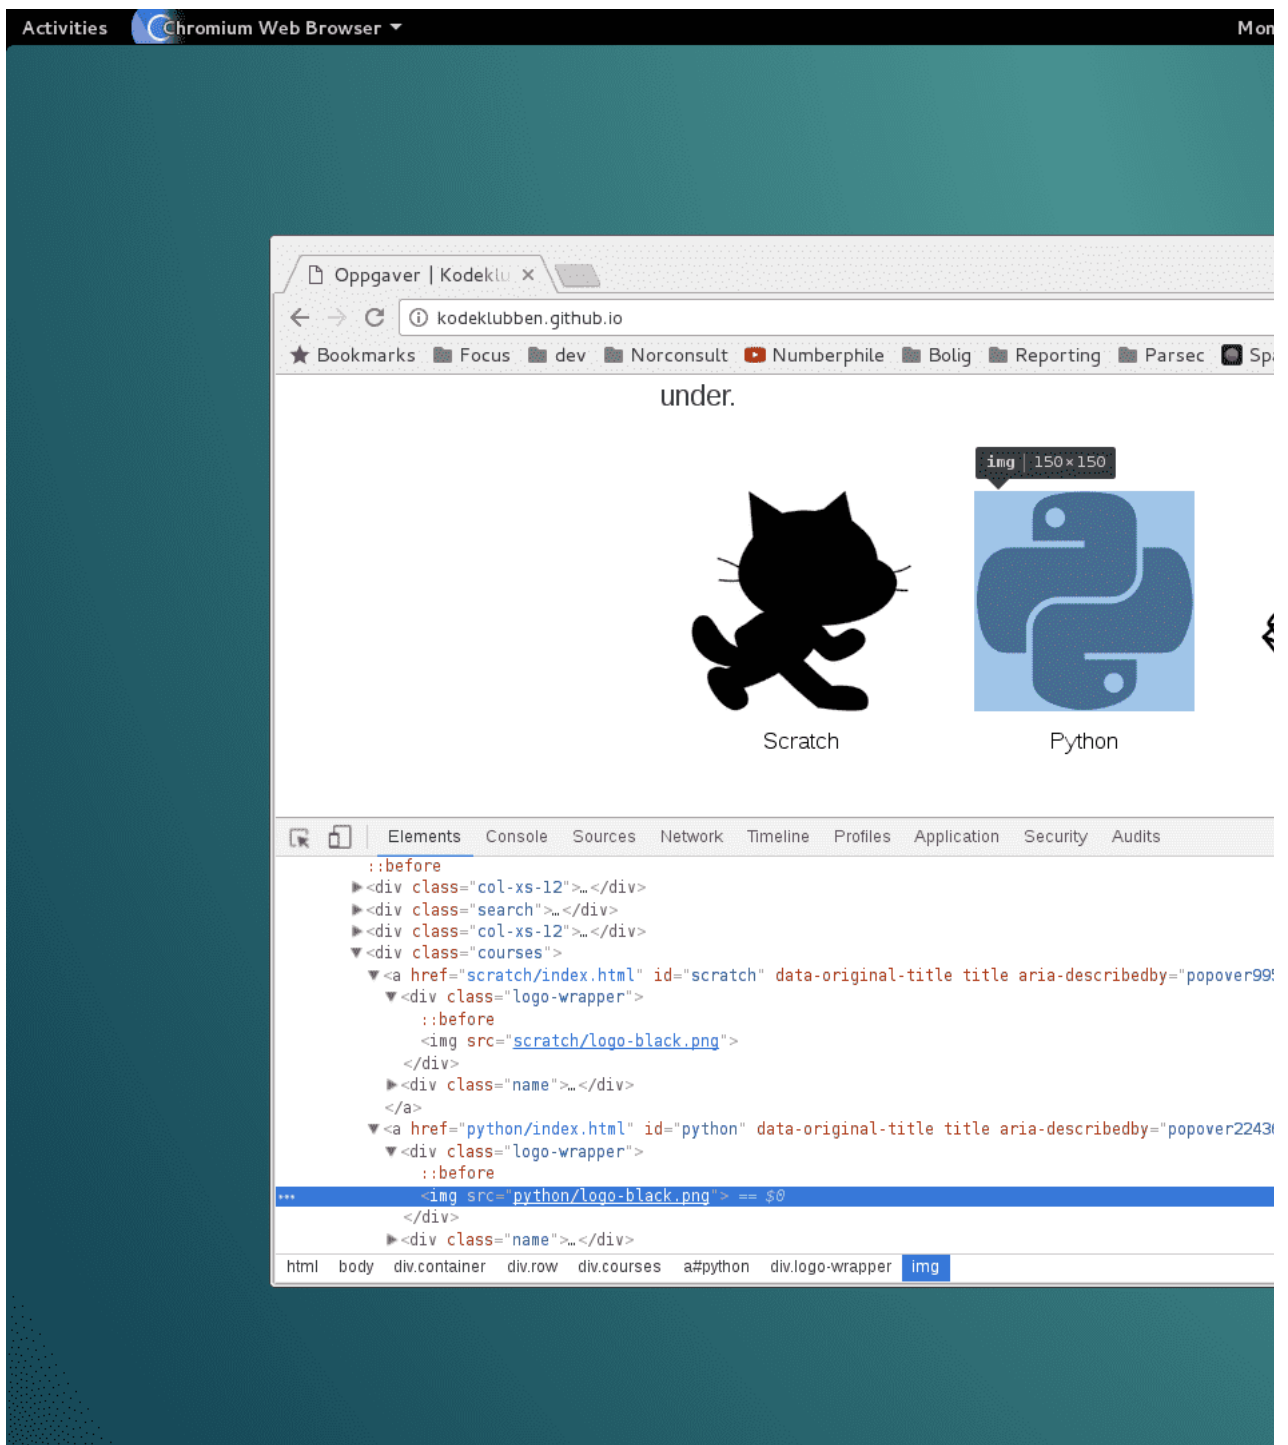 Activities Chromium Web Browser
Oppgaver | Kodeklu
kodeklubben.github.io
Bookmarks Focus dev Norconsult Numberphile Bolig Reporting Parsec
under.
img | 150×150
Scratch Python
Elements Console Sources Network Timeline Profiles Application Security Audits
::before
▶<div class="col-xs-12">…</div>
▶<div class="search">…</div>
▶<div class="col-xs-12">…</div>
▼<div class="courses">
▼<a href="scratch/index.html" id="scratch" data-original-title title aria-describedby="popover995
▼<div class="logo-wrapper">
::before
<img src="scratch/logo-black.png">
</div>
▶<div class="name">…</div>
</a>
▼<a href="python/index.html" id="python" data-original-title title aria-describedby="popover2243
▼<div class="logo-wrapper">
::before
<img src="python/logo-black.png"> == $0
</div>
▶<div class="name">…</div>
html body div.container div.row div.courses a#python div.logo-wrapper img